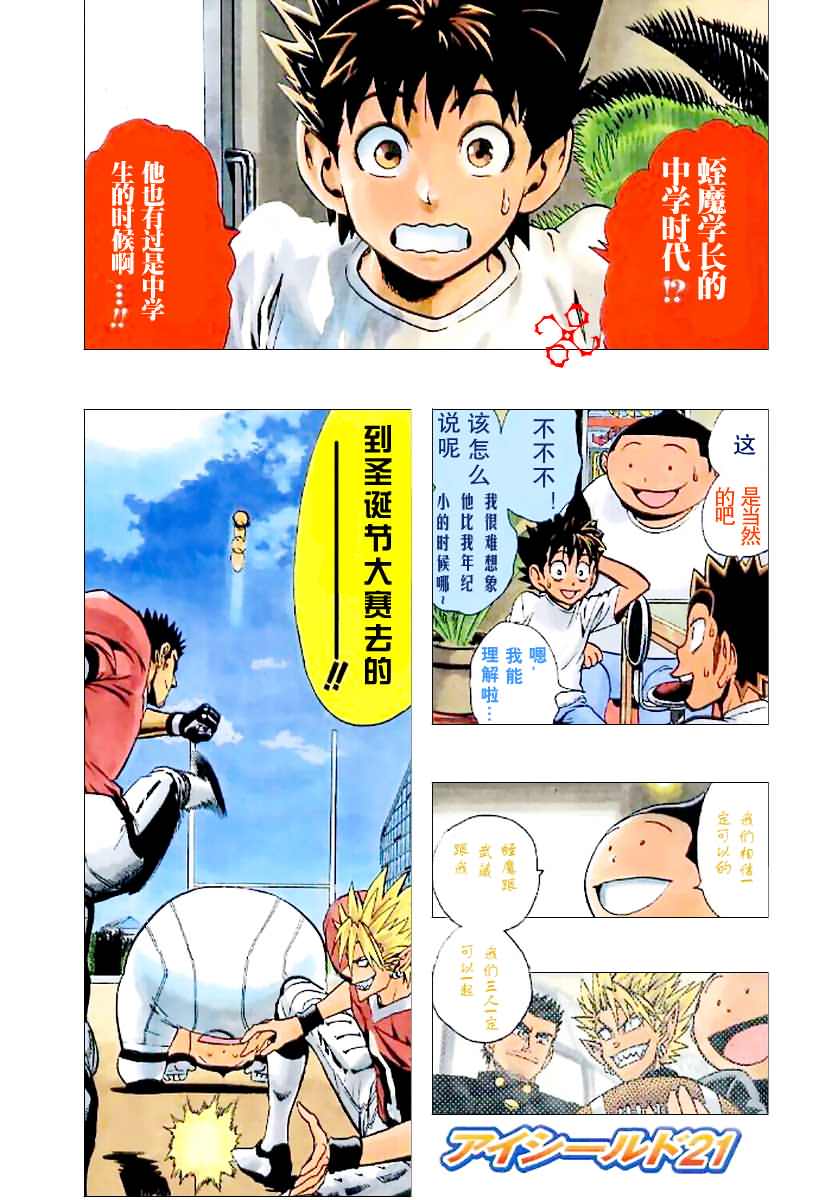 蛭魔学长的
中学时代!?
他也有过是中学
生的时候啊…!!
这
是当然
的吧
不不不!
该怎么
说呢
我很难想象
他比我年纪
小的时候哪~
嗯,
我能
理解啦…
我们相信一
定可以的
蛭魔跟
武藏
跟我
我们三人一定
可以一起
到圣诞节大赛去的
——!!
アイシールド21